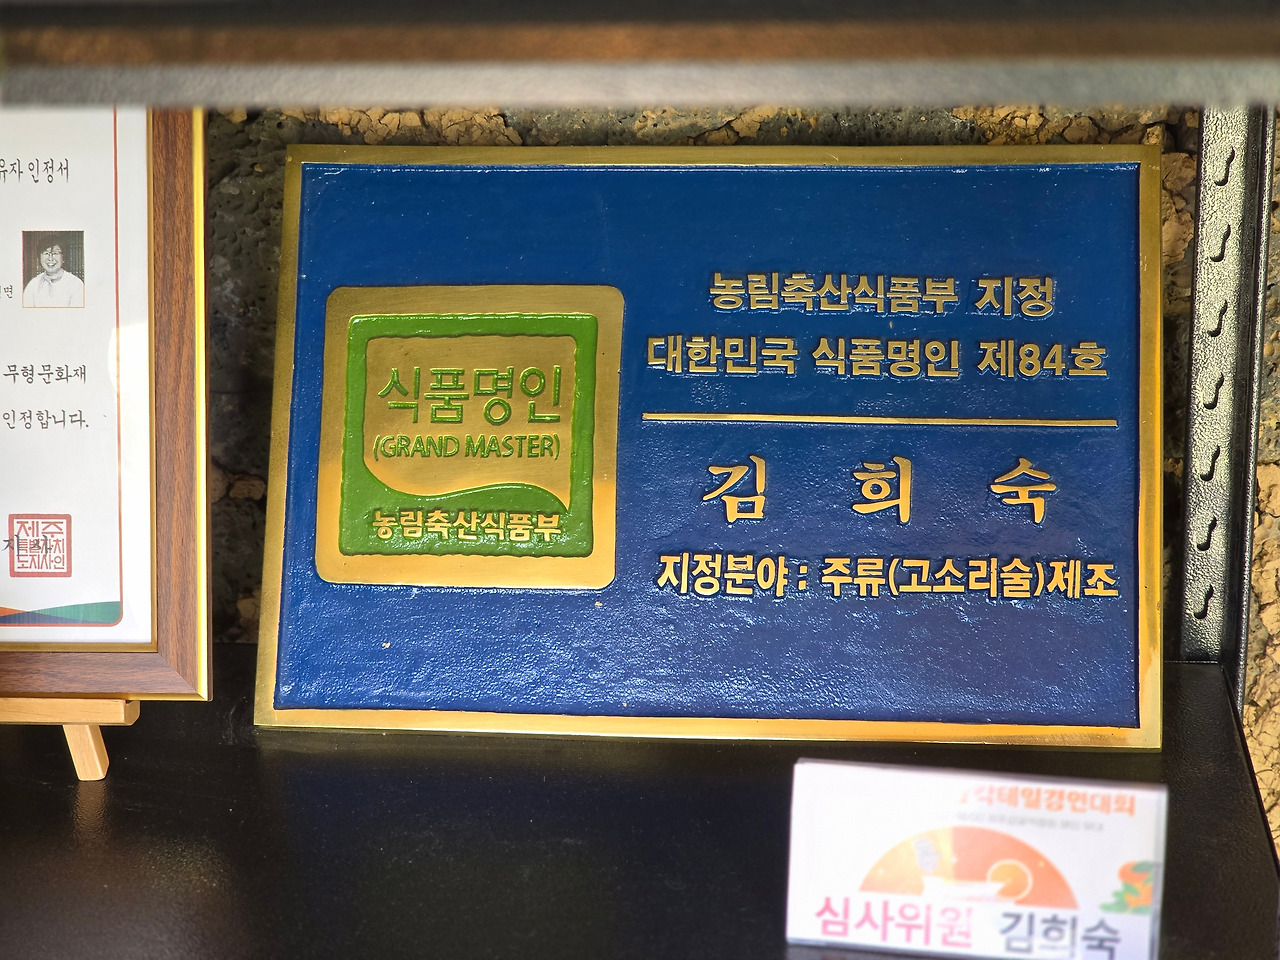 인정서
무형문화재
인정합니다.
제주
특별자치
도지사인
식품명인
(GRAND MASTER)
농림축산식품부
농림축산식품부 지정
대한민국 식품명인 제84호
김희숙
지정분야 : 주류(고소리술)제조
심사위원 김희숙